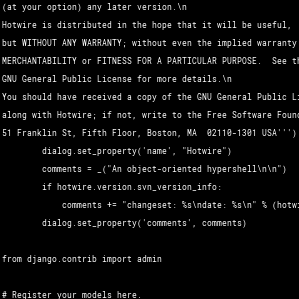 (at your option) any later version.\n
Hotwire is distributed in the hope that it will be useful,
but WITHOUT ANY WARRANTY; without even the implied warranty
MERCHANTABILITY or FITNESS FOR A PARTICULAR PURPOSE.  See th
GNU General Public License for more details.\n
You should have received a copy of the GNU General Public Li
along with Hotwire; if not, write to the Free Software Found
51 Franklin St, Fifth Floor, Boston, MA  02110-1301 USA''')
        dialog.set_property('name', "Hotwire")
        comments = _("An object-oriented hypershell\n\n")
        if hotwire.version.svn_version_info:
            comments += "changeset: %s\ndate: %s\n" % (hotwi
        dialog.set_property('comments', comments)
from django.contrib import admin
# Register your models here.